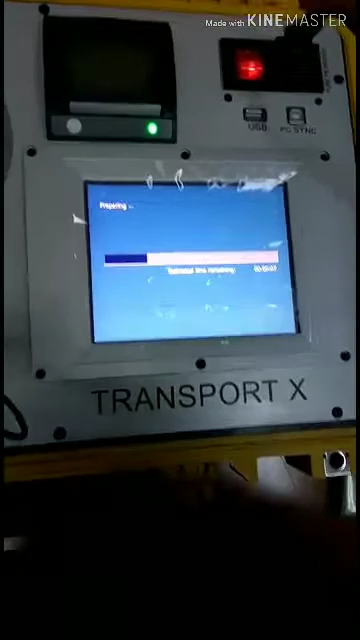 Made with KINEMASTER
USB
PC SYNC
Preparing ...
Estimated time remaining:
TRANSPORT X